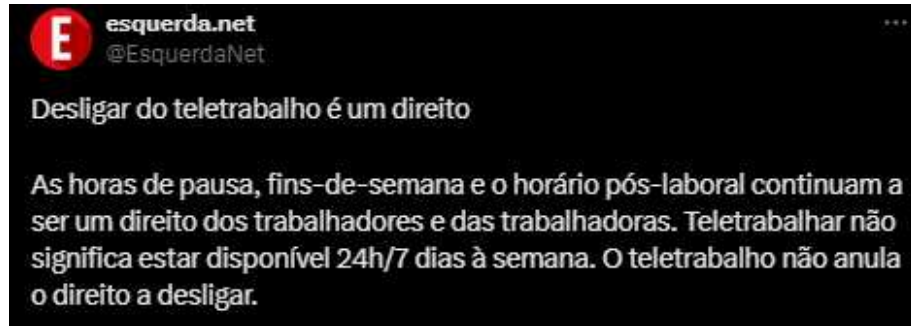 E
esquerda.net
@EsquerdaNet
Desligar do teletrabalho é um direito
As horas de pausa, fins-de-semana e o horário pós-laboral continuam a
ser um direito dos trabalhadores e das trabalhadoras. Teletrabalhar não
significa estar disponível 24h/7 dias à semana. O teletrabalho não anula
o direito a desligar.